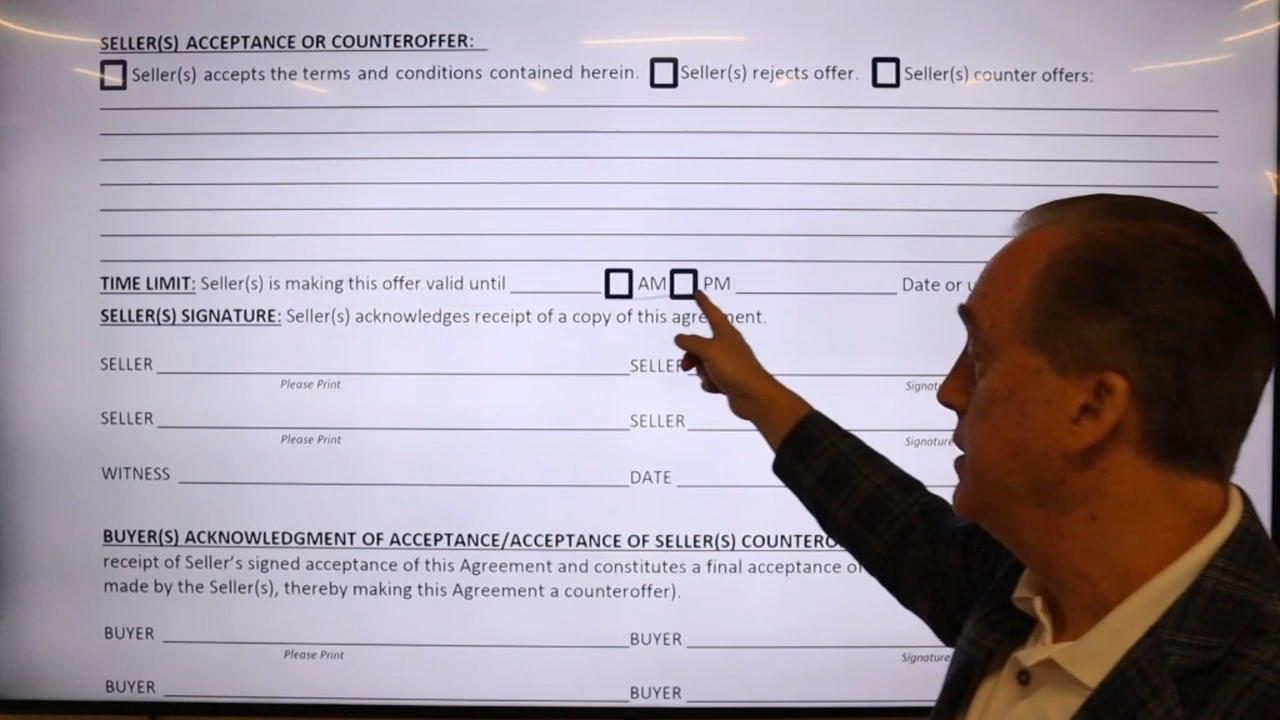 SELLER(S) ACCEPTANCE OR COUNTEROFFER:
Seller(s) accepts the terms and conditions contained herein. Seller(s) rejects offer. Seller(s) counter offers:
TIME LIMIT: Seller(s) is making this offer valid until AM PM Date or
SELLER(S) SIGNATURE: Seller(s) acknowledges receipt of a copy of this
SELLER SELLER
Please Print
SELLER SELLER
Please Print Signature
WITNESS DATE
BUYER(S) ACKNOWLEDGMENT OF ACCEPTANCE/ACCEPTANCE OF SELLER(S)
receipt of Seller's signed acceptance of this Agreement and constitutes a final acceptance
made by the Seller(s), thereby making this Agreement a counteroffer).
BUYER BUYER
Please Print Signature
BUYER BUYER